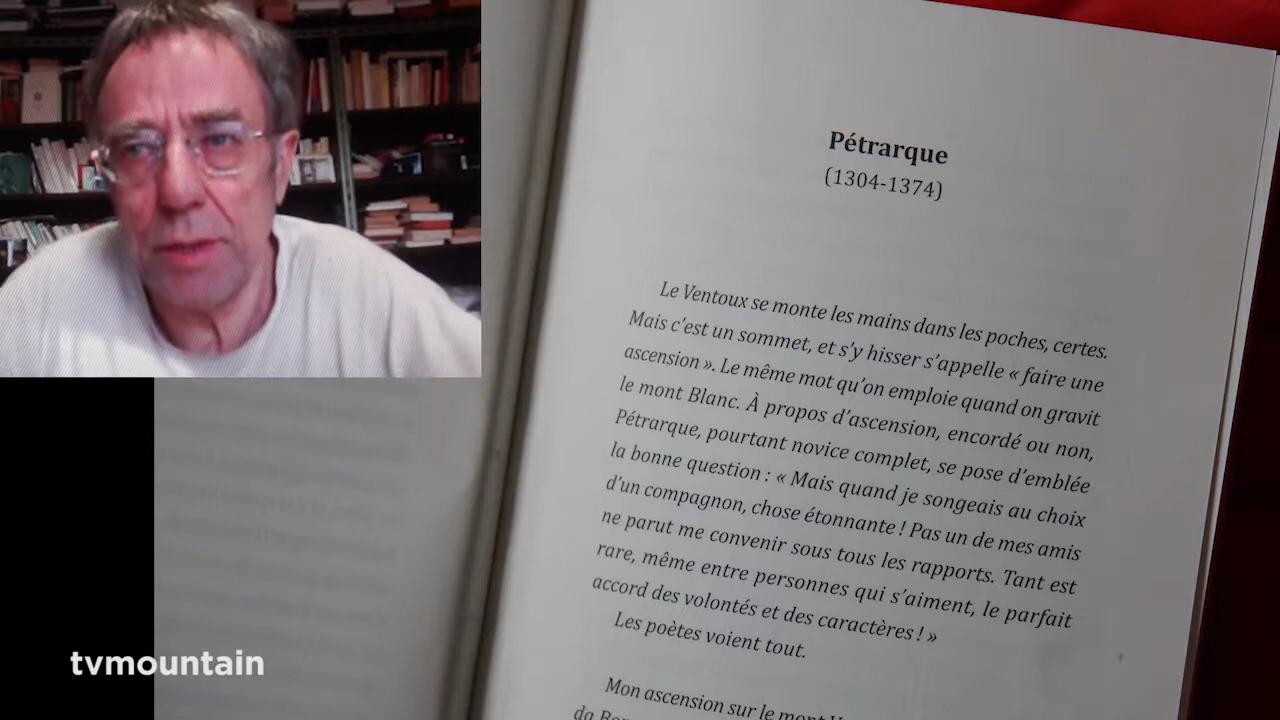 Pétrarque
(1304-1374)
Le Ventoux se monte les mains dans les poches, certes.
Mais c'est un sommet, et s'y hisser s'appelle « faire une
ascension ». Le même mot qu'on emploie quand on gravit
le mont Blanc. À propos d'ascension, encordé ou non,
Pétrarque, pourtant novice complet, se pose d'emblée
la bonne question : « Mais quand je songeais au choix
d'un compagnon, chose étonnante ! Pas un de mes amis
ne parut me convenir sous tous les rapports. Tant est
rare, même entre personnes qui s'aiment, le parfait
accord des volontés et des caractères ! »
Les poètes voient tout.
Mon ascension sur le mont
tvmountain